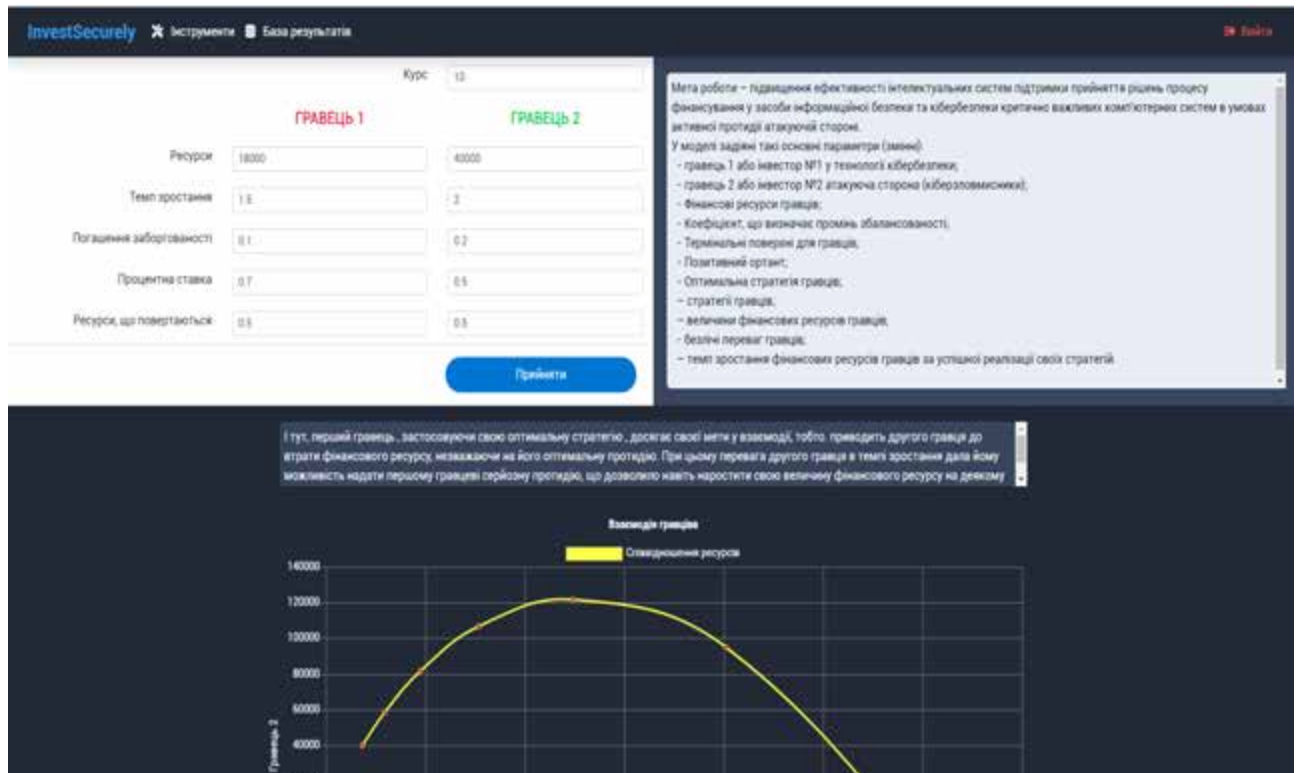 InvestSecurely Інструменти База результатів Вийти
Курс 10
ГРАВЕЦЬ 1 ГРАВЕЦЬ 2
Ресурси 18000 40000
Темп зростання 1.5 2
Погашення заборгованості 0.1 0.2
Процентна ставка 0.7 0.5
Ресурси, що повертаються 0.5 0.5
Прийняти
Мета роботи – підвищення ефективності інтелектуальних систем підтримки прийняття рішень процесу
фінансування у засоби інформаційної безпеки та кібербезпеки критично важливих комп'ютерних систем в умовах
активної протидії атакуючій стороні.
У моделі задіяні такі основні параметри (змінні)
- гравець 1 або інвестор №1 у технології кібербезпеки;
- гравець 2 або інвестор №2 атакуюча сторона (кіберзловмисники);
- Фінансові ресурси гравців;
- Коефіцієнт, що визначає промінь збалансованості;
- Термінальні поверхні для гравців;
- Позитивний ортант;
- Оптимальна стратегія гравців;
– стратегії гравців;
– величини фінансових ресурсів гравців;
- безлічі переваг гравців;
– темп зростання фінансових ресурсів гравців за успішної реалізації своїх стратегій
І тут, перший гравець , застосовуючи свою оптимальну стратегію , досягає своєї мети у взаємодії, тобто. приводить другого гравця до
втрати фінансового ресурсу, незважаючи на його оптимальну протидію. При цьому перевага другого гравця в темпі зростання дала йому
можливість надати першому гравцеві серйозну протидію, що дозволило навіть наростити свою величину фінансового ресурсу на деякому
Взаємодія гравців
Співвідношення ресурсів
140000
120000
100000
80000
60000
40000
Гравець 2